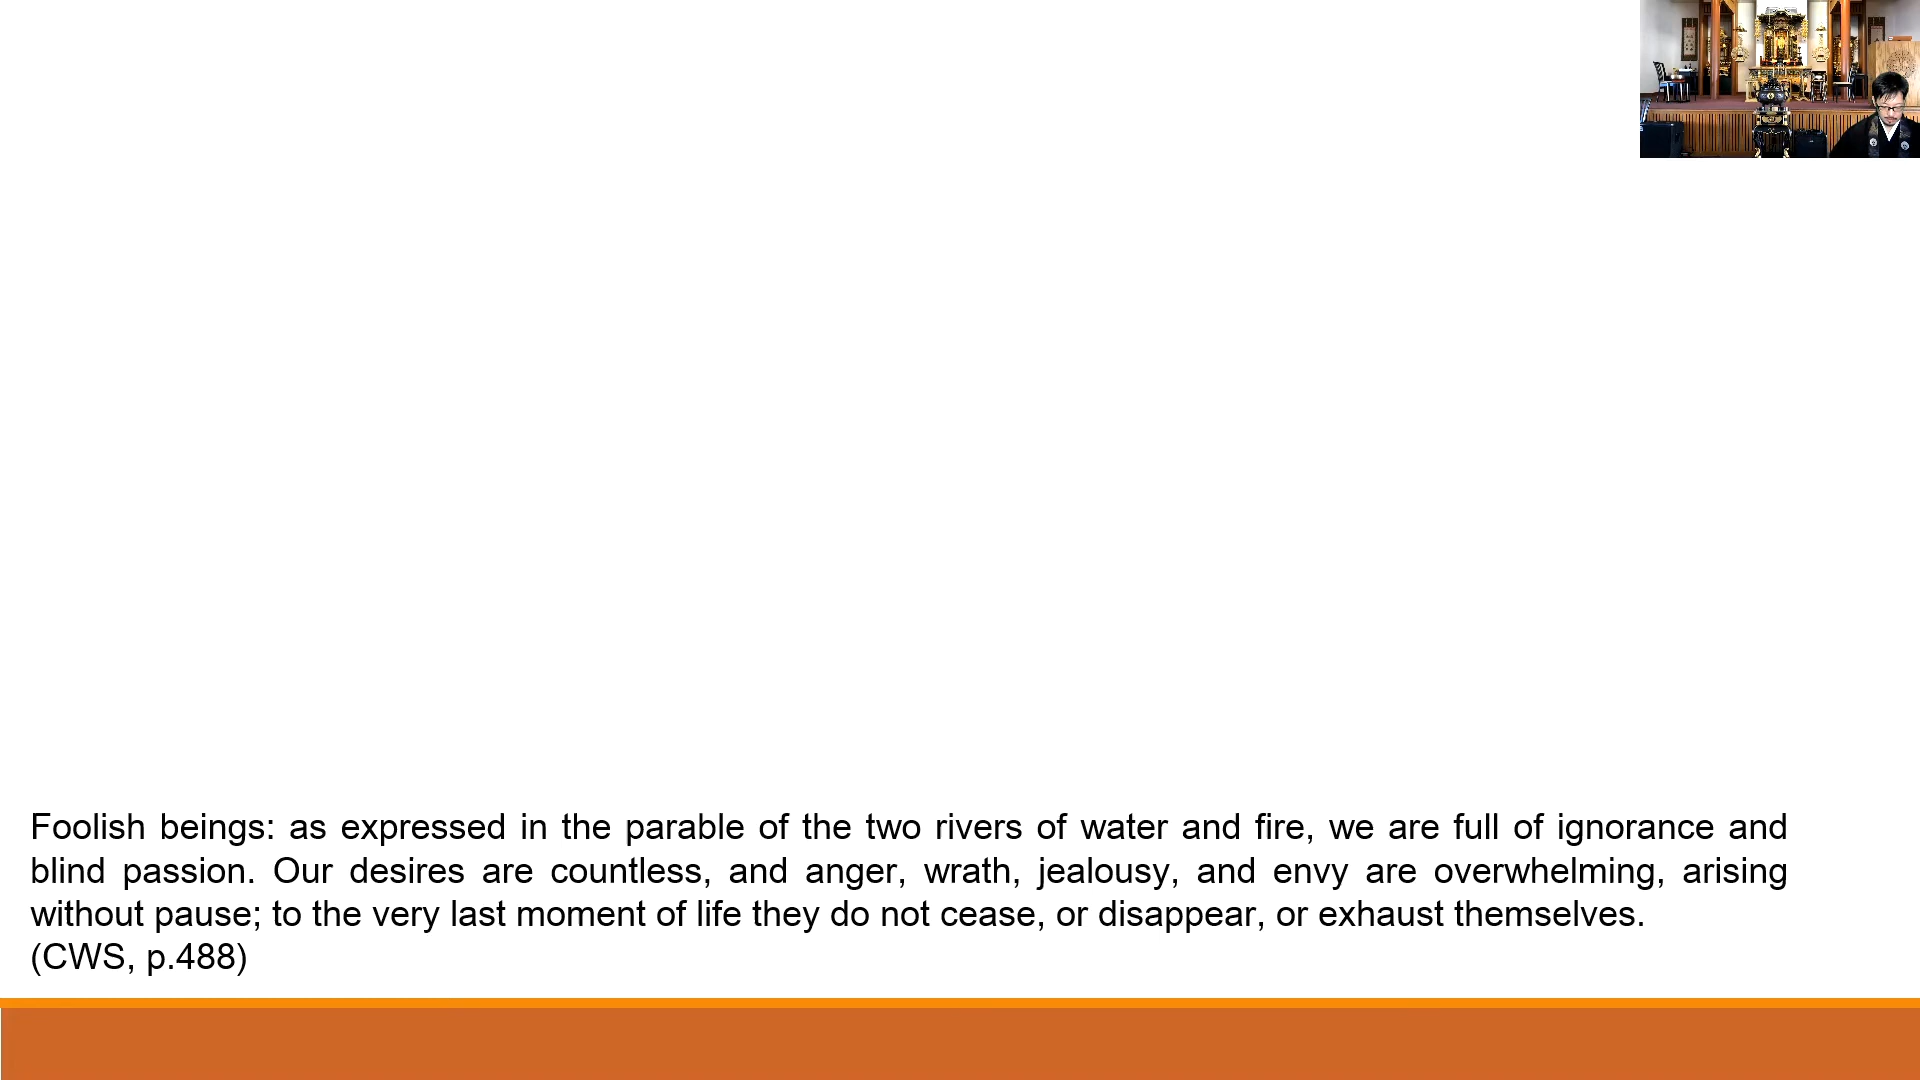 Foolish beings: as expressed in the parable of the two rivers of water and fire, we are full of ignorance and
blind passion. Our desires are countless, and anger, wrath, jealousy, and envy are overwhelming, arising
without pause; to the very last moment of life they do not cease, or disappear, or exhaust themselves.
(CWS, p.488)